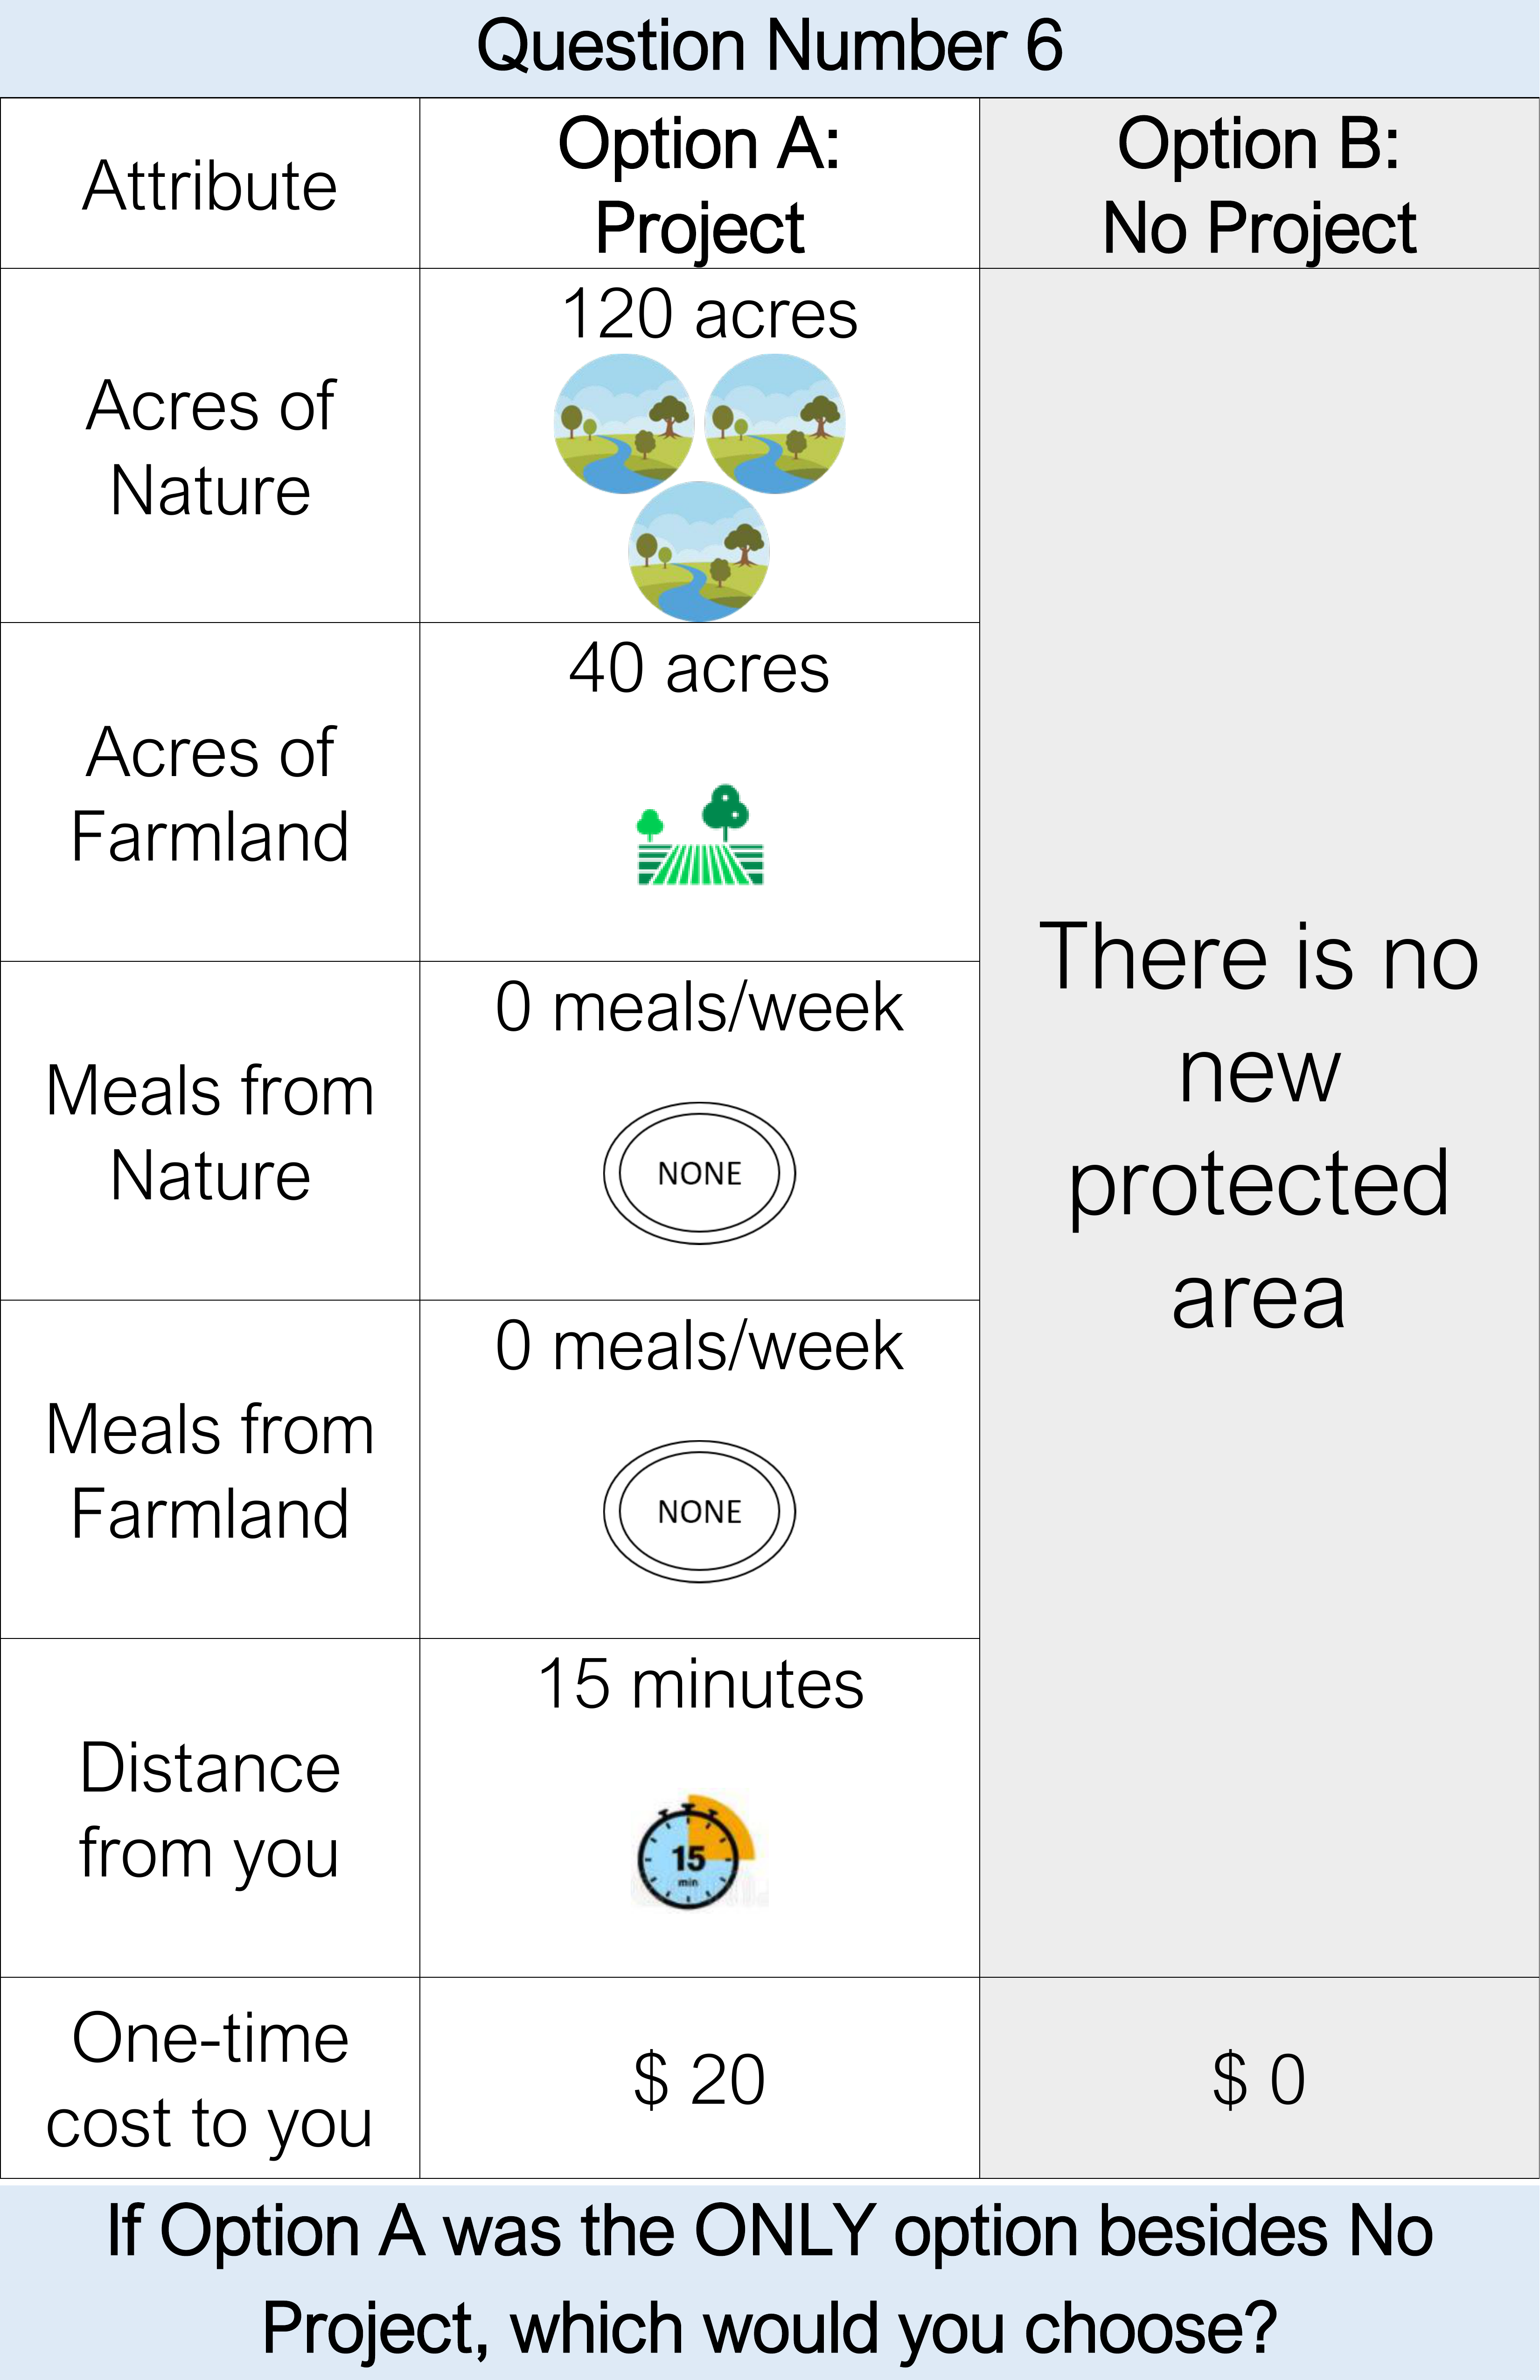 Question Number 6
Attribute
Option A:
Project
Option B:
No Project
Acres of
Nature
120 acres
Acres of
Farmland
40 acres
Meals from
Nature
0 meals/week
NONE
Meals from
Farmland
0 meals/week
NONE
There is no
new
protected
area
Distance
from you
15 minutes
15
min
One-time
cost to you
$ 20
$ 0
If Option A was the ONLY option besides No
Project, which would you choose?